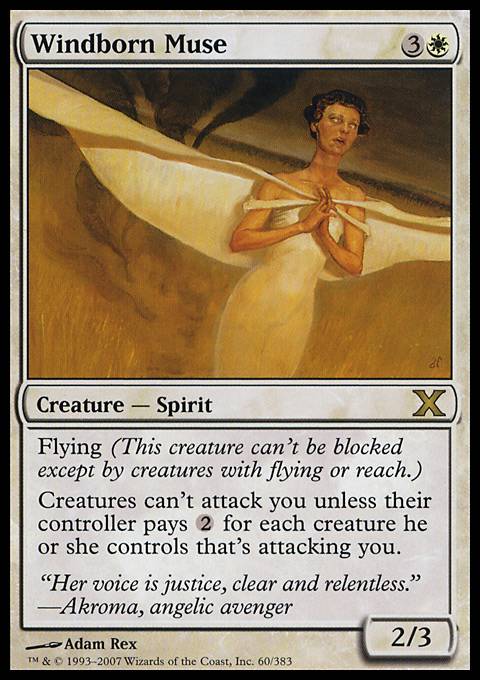 Windborn Muse 3
Creature — Spirit X
Flying (This creature can't be blocked
except by creatures with flying or reach.)
Creatures can't attack you unless their
controller pays 2 for each creature he
or she controls that's attacking you.
“Her voice is justice, clear and relentless.”
—Akroma, angelic avenger
2/3
Adam Rex
™ & © 1993–2007 Wizards of the Coast, Inc. 60/383